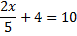 2x/5 + 4 = 10